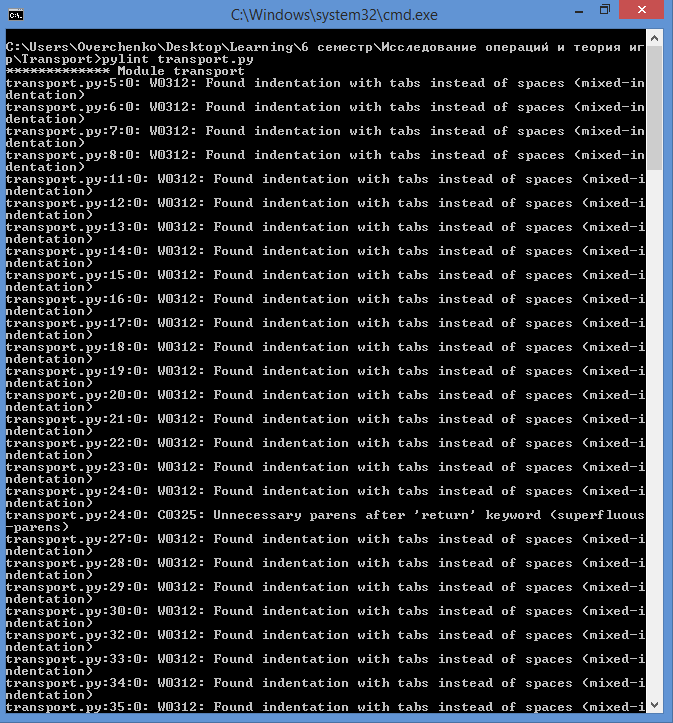 C:\Windows\system32\cmd.exe
C:\Users\Overchenko\Desktop\Learning\6 семестр\Исследование операций и теория иг
р\Transport>pylint transport.py
************* Module transport
transport.py:5:0: W0312: Found indentation with tabs instead of spaces (mixed-in
dentation)
transport.py:6:0: W0312: Found indentation with tabs instead of spaces (mixed-in
dentation)
transport.py:7:0: W0312: Found indentation with tabs instead of spaces (mixed-in
dentation)
transport.py:8:0: W0312: Found indentation with tabs instead of spaces (mixed-in
dentation)
transport.py:11:0: W0312: Found indentation with tabs instead of spaces (mixed-i
ndentation)
transport.py:12:0: W0312: Found indentation with tabs instead of spaces (mixed-i
ndentation)
transport.py:13:0: W0312: Found indentation with tabs instead of spaces (mixed-i
ndentation)
transport.py:14:0: W0312: Found indentation with tabs instead of spaces (mixed-i
ndentation)
transport.py:15:0: W0312: Found indentation with tabs instead of spaces (mixed-i
ndentation)
transport.py:16:0: W0312: Found indentation with tabs instead of spaces (mixed-i
ndentation)
transport.py:17:0: W0312: Found indentation with tabs instead of spaces (mixed-i
ndentation)
transport.py:18:0: W0312: Found indentation with tabs instead of spaces (mixed-i
ndentation)
transport.py:19:0: W0312: Found indentation with tabs instead of spaces (mixed-i
ndentation)
transport.py:20:0: W0312: Found indentation with tabs instead of spaces (mixed-i
ndentation)
transport.py:21:0: W0312: Found indentation with tabs instead of spaces (mixed-i
ndentation)
transport.py:22:0: W0312: Found indentation with tabs instead of spaces (mixed-i
ndentation)
transport.py:23:0: W0312: Found indentation with tabs instead of spaces (mixed-i
ndentation)
transport.py:24:0: W0312: Found indentation with tabs instead of spaces (mixed-i
ndentation)
transport.py:24:0: C0325: Unnecessary parens after 'return' keyword (superfluous
-parens)
transport.py:27:0: W0312: Found indentation with tabs instead of spaces (mixed-i
ndentation)
transport.py:28:0: W0312: Found indentation with tabs instead of spaces (mixed-i
ndentation)
transport.py:29:0: W0312: Found indentation with tabs instead of spaces (mixed-i
ndentation)
transport.py:30:0: W0312: Found indentation with tabs instead of spaces (mixed-i
ndentation)
transport.py:32:0: W0312: Found indentation with tabs instead of spaces (mixed-i
ndentation)
transport.py:33:0: W0312: Found indentation with tabs instead of spaces (mixed-i
ndentation)
transport.py:34:0: W0312: Found indentation with tabs instead of spaces (mixed-i
ndentation)
transport.py:35:0: W0312: Found indentation with tabs instead of spaces (mixed-i